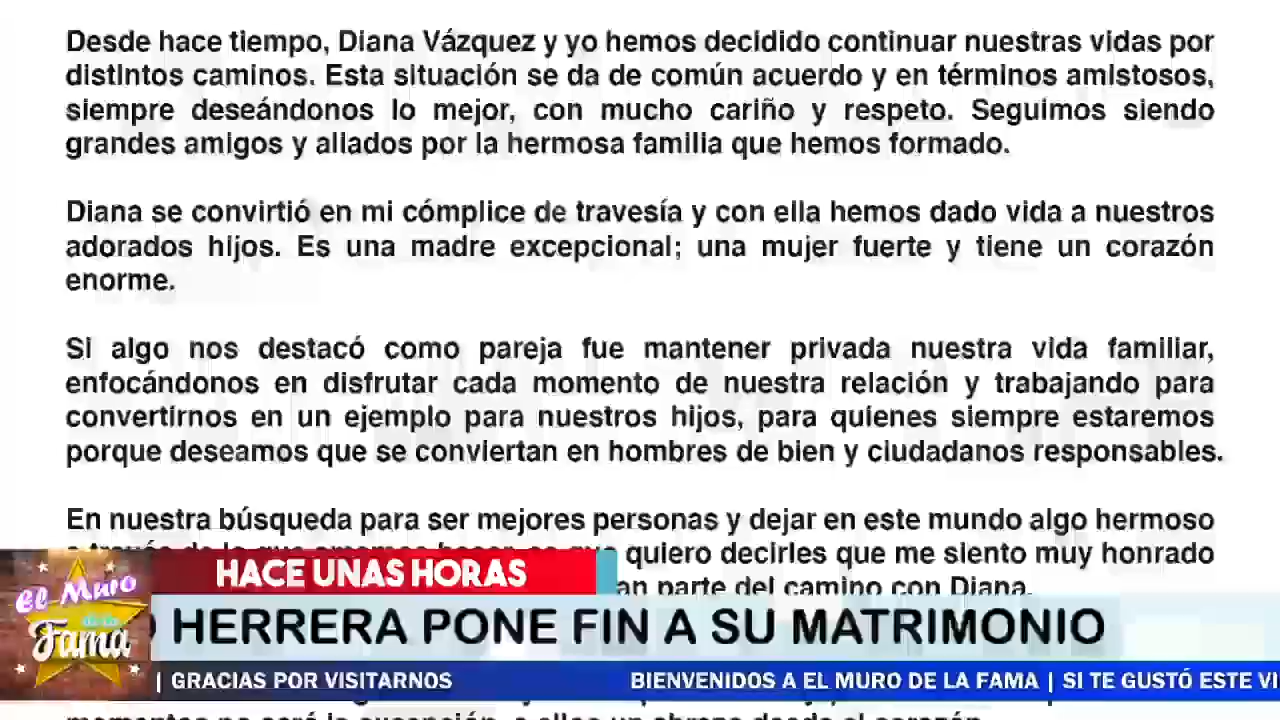 Desde hace tiempo, Diana Vázquez y yo hemos decidido continuar nuestras vidas por
distintos caminos. Esta situación se da de común acuerdo y en términos amistosos,
siempre deseándonos lo mejor, con mucho cariño y respeto. Seguimos siendo
grandes amigos y aliados por la hermosa familia que hemos formado.
Diana se convirtió en mi cómplice de travesía y con ella hemos dado vida a nuestros
adorados hijos. Es una madre excepcional; una mujer fuerte y tiene un corazón
enorme.
Si algo nos destacó como pareja fue mantener privada nuestra vida familiar,
enfocándonos en disfrutar cada momento de nuestra relación y trabajando para
convertirnos en un ejemplo para nuestros hijos, para quienes siempre estaremos
porque deseamos que se conviertan en hombres de bien y ciudadanos responsables.
En nuestra búsqueda para ser mejores personas y dejar en este mundo algo hermoso
quiero decirles que me siento muy honrado
parte del camino con Diana.
HACE UNAS HORAS
El Muro
de la
Fama
HERRERA PONE FIN A SU MATRIMONIO
| GRACIAS POR VISITARNOS BIENVENIDOS A EL MURO DE LA FAMA | SI TE GUSTÓ ESTE VI